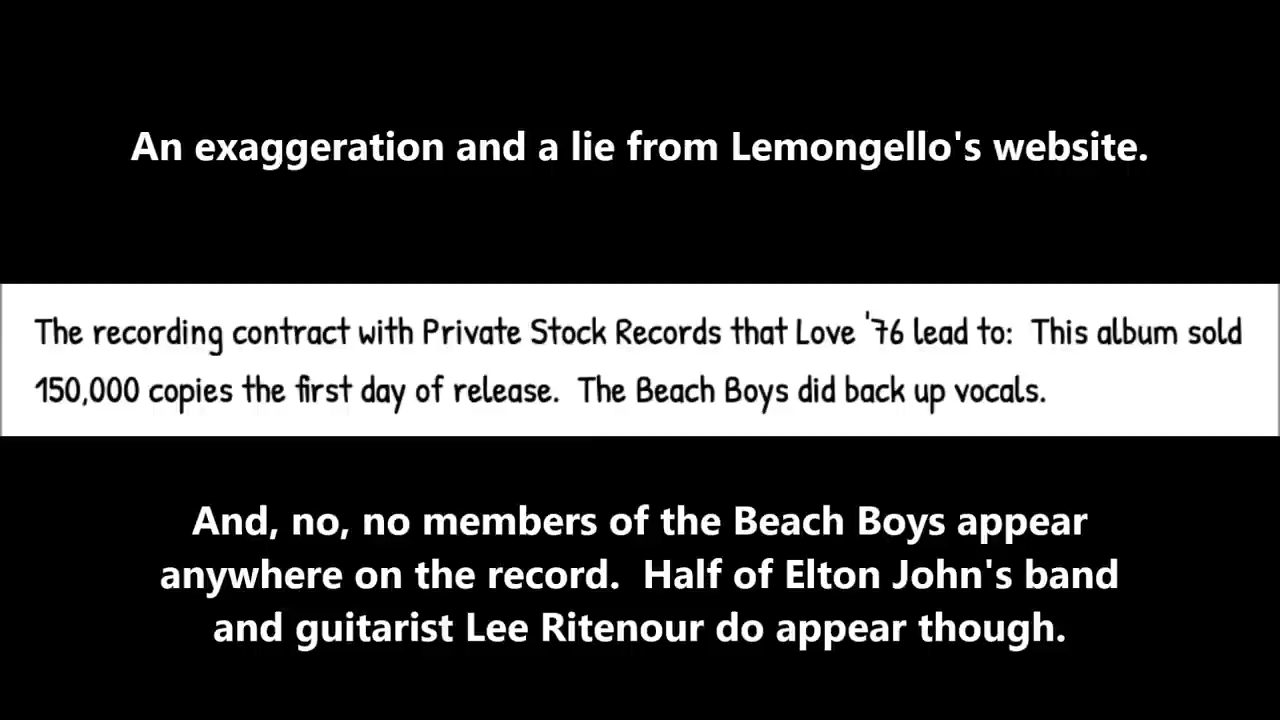 An exaggeration and a lie from Lemongello's website.
The recording contract with Private Stock Records that Love '76 lead to:  This album sold
150,000 copies the first day of release.  The Beach Boys did back up vocals.
And, no, no members of the Beach Boys appear
anywhere on the record.  Half of Elton John's band
and guitarist Lee Ritenour do appear though.